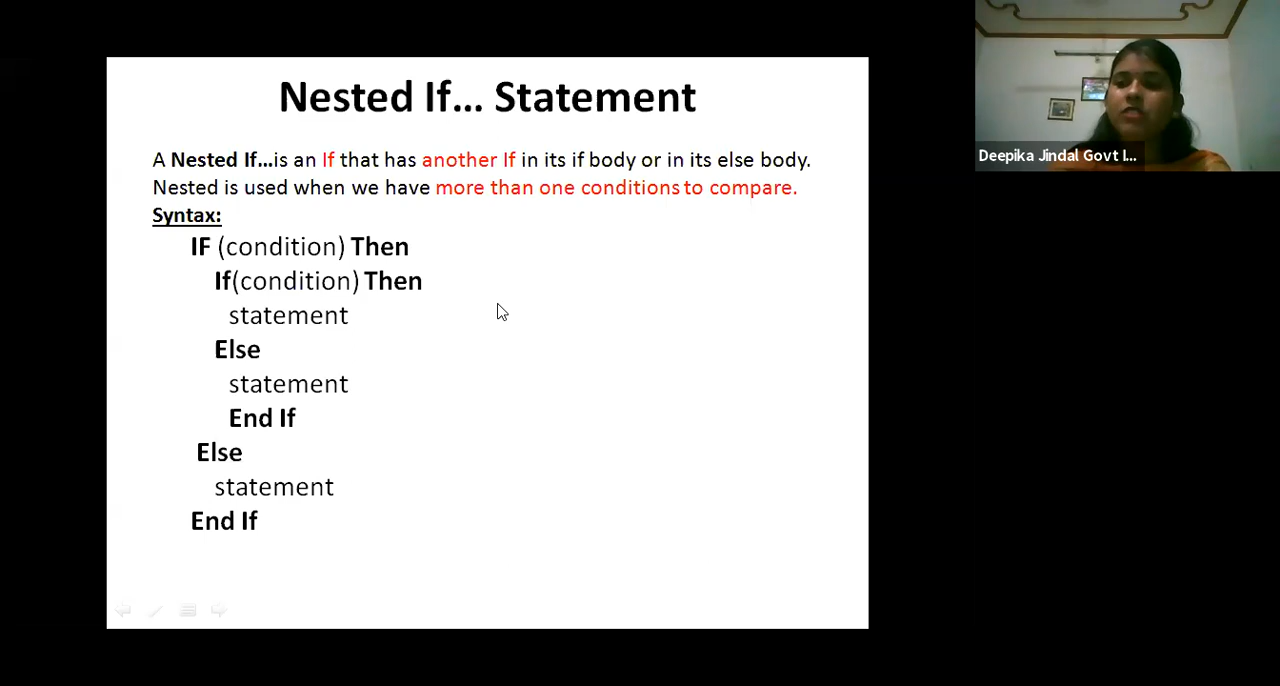 Nested If... Statement
A Nested If...is an If that has another If in its if body or in its else body.
Nested is used when we have more than one conditions to compare.
Syntax:
IF (condition) Then
If(condition) Then
statement
Else
statement
End If
Else
statement
End If
Deepika Jindal Govt I...